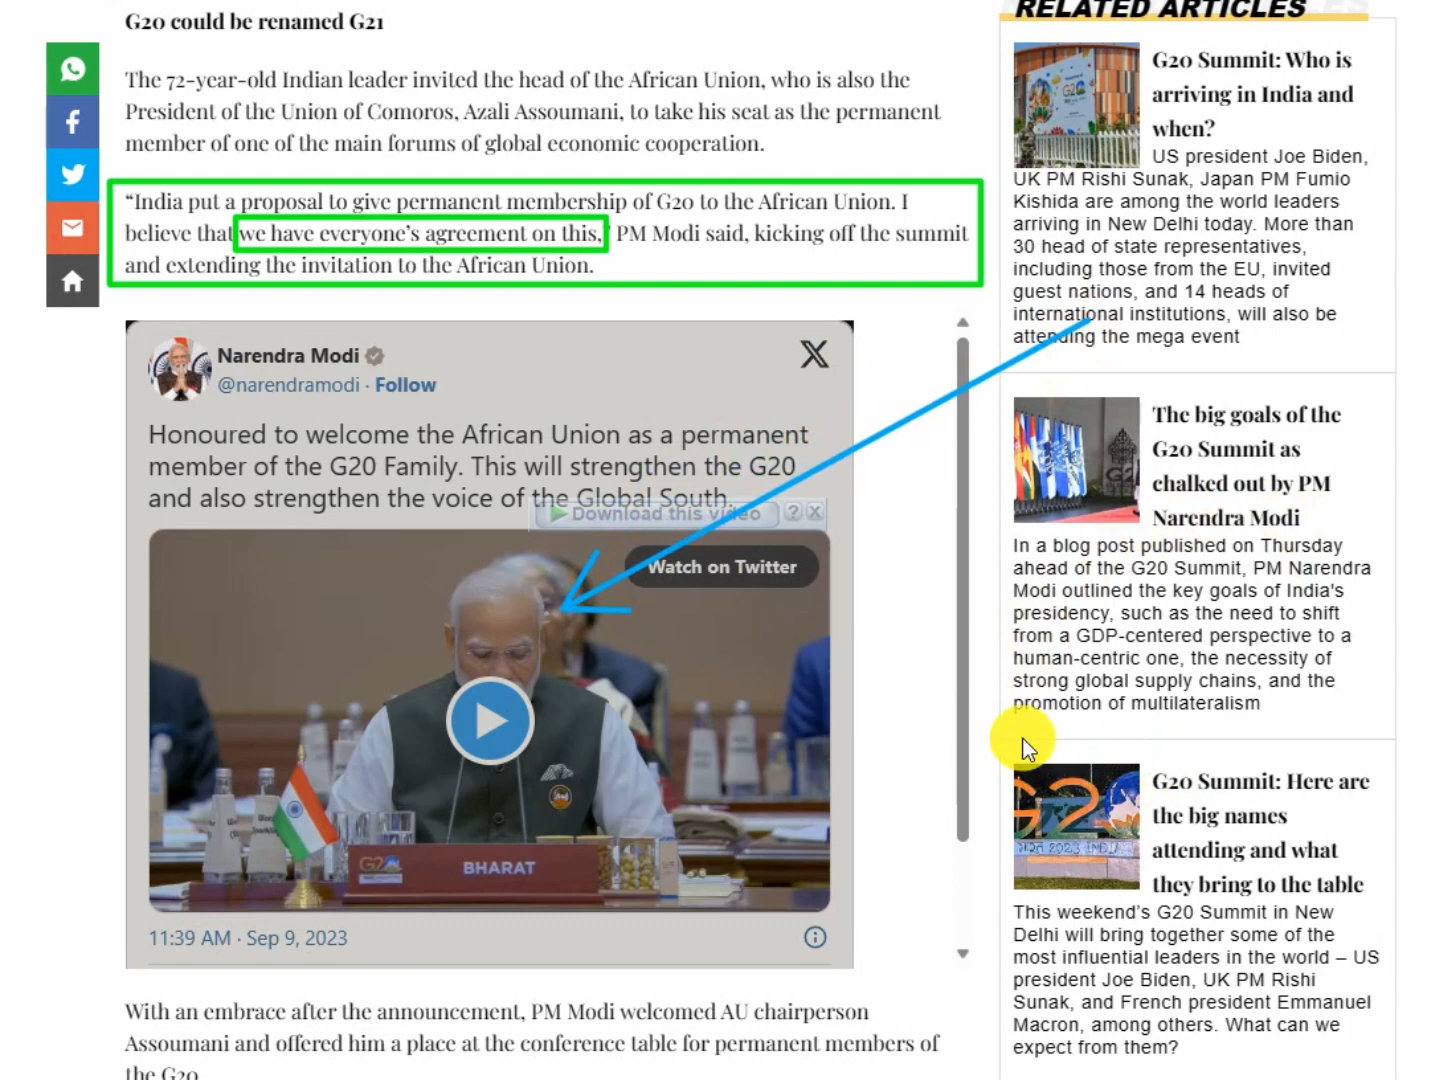 G20 could be renamed G21
The 72-year-old Indian leader invited the head of the African Union, who is also the
President of the Union of Comoros, Azali Assoumani, to take his seat as the permanent
member of one of the main forums of global economic cooperation.
“India put a proposal to give permanent membership of G20 to the African Union. I
believe that we have everyone’s agreement on this,” PM Modi said, kicking off the summit
and extending the invitation to the African Union.
Narendra Modi
@narendramodi · Follow
Honoured to welcome the African Union as a permanent
member of the G20 Family. This will strengthen the G20
and also strengthen the voice of the Global South.
Download this video ? X
Watch on Twitter
G20
BHARAT
11:39 AM · Sep 9, 2023
With an embrace after the announcement, PM Modi welcomed AU chairperson
Assoumani and offered him a place at the conference table for permanent members of
the G20
RELATED ARTICLES
G20 Summit: Who is
arriving in India and
when?
US president Joe Biden,
UK PM Rishi Sunak, Japan PM Fumio
Kishida are among the world leaders
arriving in New Delhi today. More than
30 head of state representatives,
including those from the EU, invited
guest nations, and 14 heads of
international institutions, will also be
attending the mega event
The big goals of the
G20 Summit as
chalked out by PM
Narendra Modi
In a blog post published on Thursday
ahead of the G20 Summit, PM Narendra
Modi outlined the key goals of India's
presidency, such as the need to shift
from a GDP-centered perspective to a
human-centric one, the necessity of
strong global supply chains, and the
promotion of multilateralism
G20 Summit: Here are
the big names
attending and what
they bring to the table
This weekend’s G20 Summit in New
Delhi will bring together some of the
most influential leaders in the world – US
president Joe Biden, UK PM Rishi
Sunak, and French president Emmanuel
Macron, among others. What can we
expect from them?